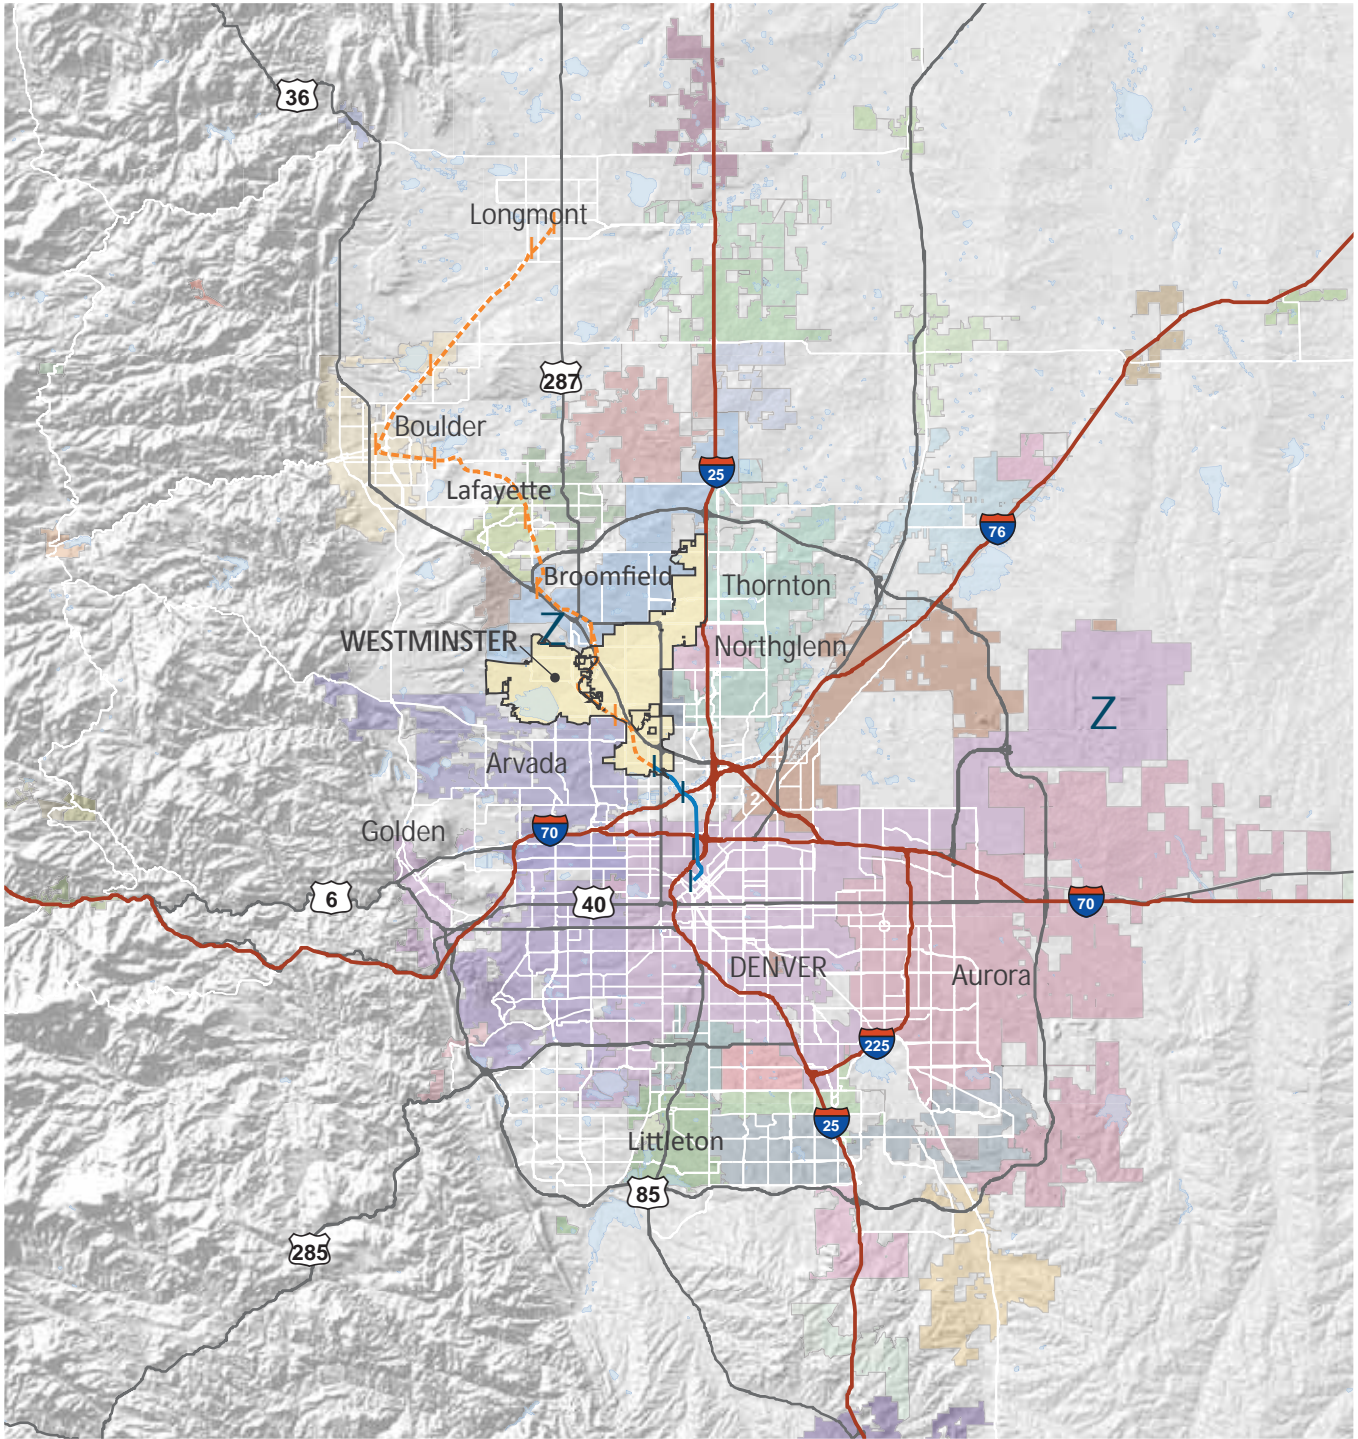 36
Longmont
287
Boulder
25
Lafayette
76
Broomfield
Thornton
Z
WESTMINSTER
Northglenn
Z
Arvada
2
70
Golden
6
40
70
DENVER
Aurora
225
25
Littleton
85
285